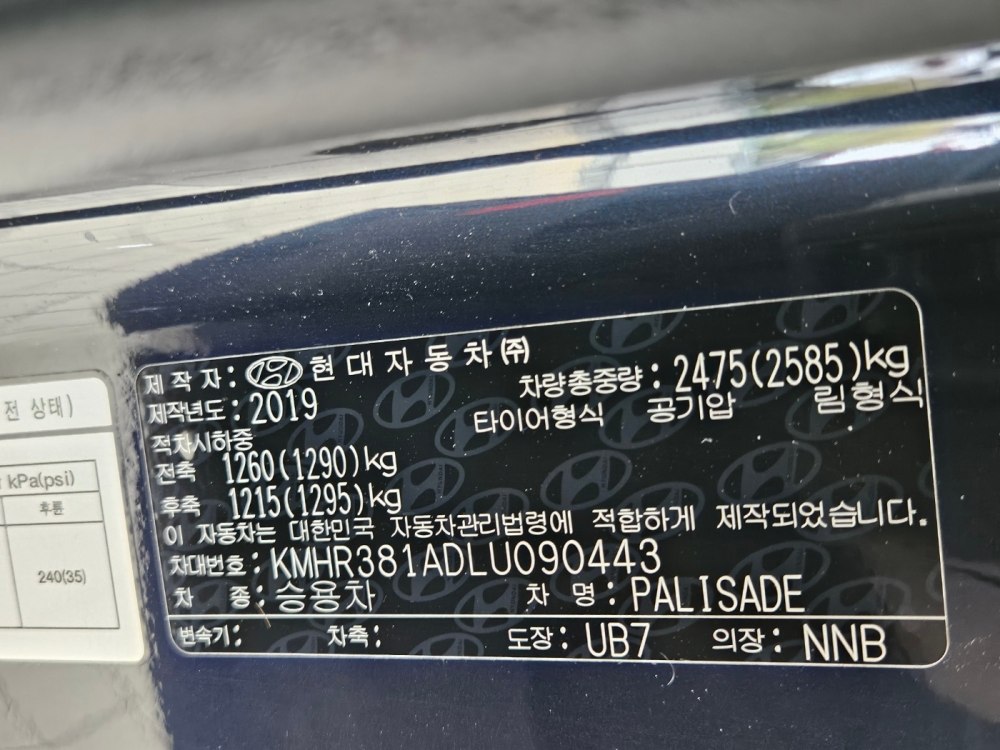 제 작 자 : 현 대 자 동 차 ㈜
제작년도 : 2019
차량총중량 : 2475(2585)kg
타이어형식 공기압 림형식
적차시하중
전축 1260(1290)kg
후축 1215(1295)kg
이 자동차는 대한민국 자동차관리법령에 적합하게 제작되었습니다.
차대번호 : KMHR381ADLU090443
차 종 : 승용차 차 명 : PALISADE
변속기 : 차축 : 도장 : UB7 의장 : NNB
전 상태)
kPa(psi)
후륜
240(35)